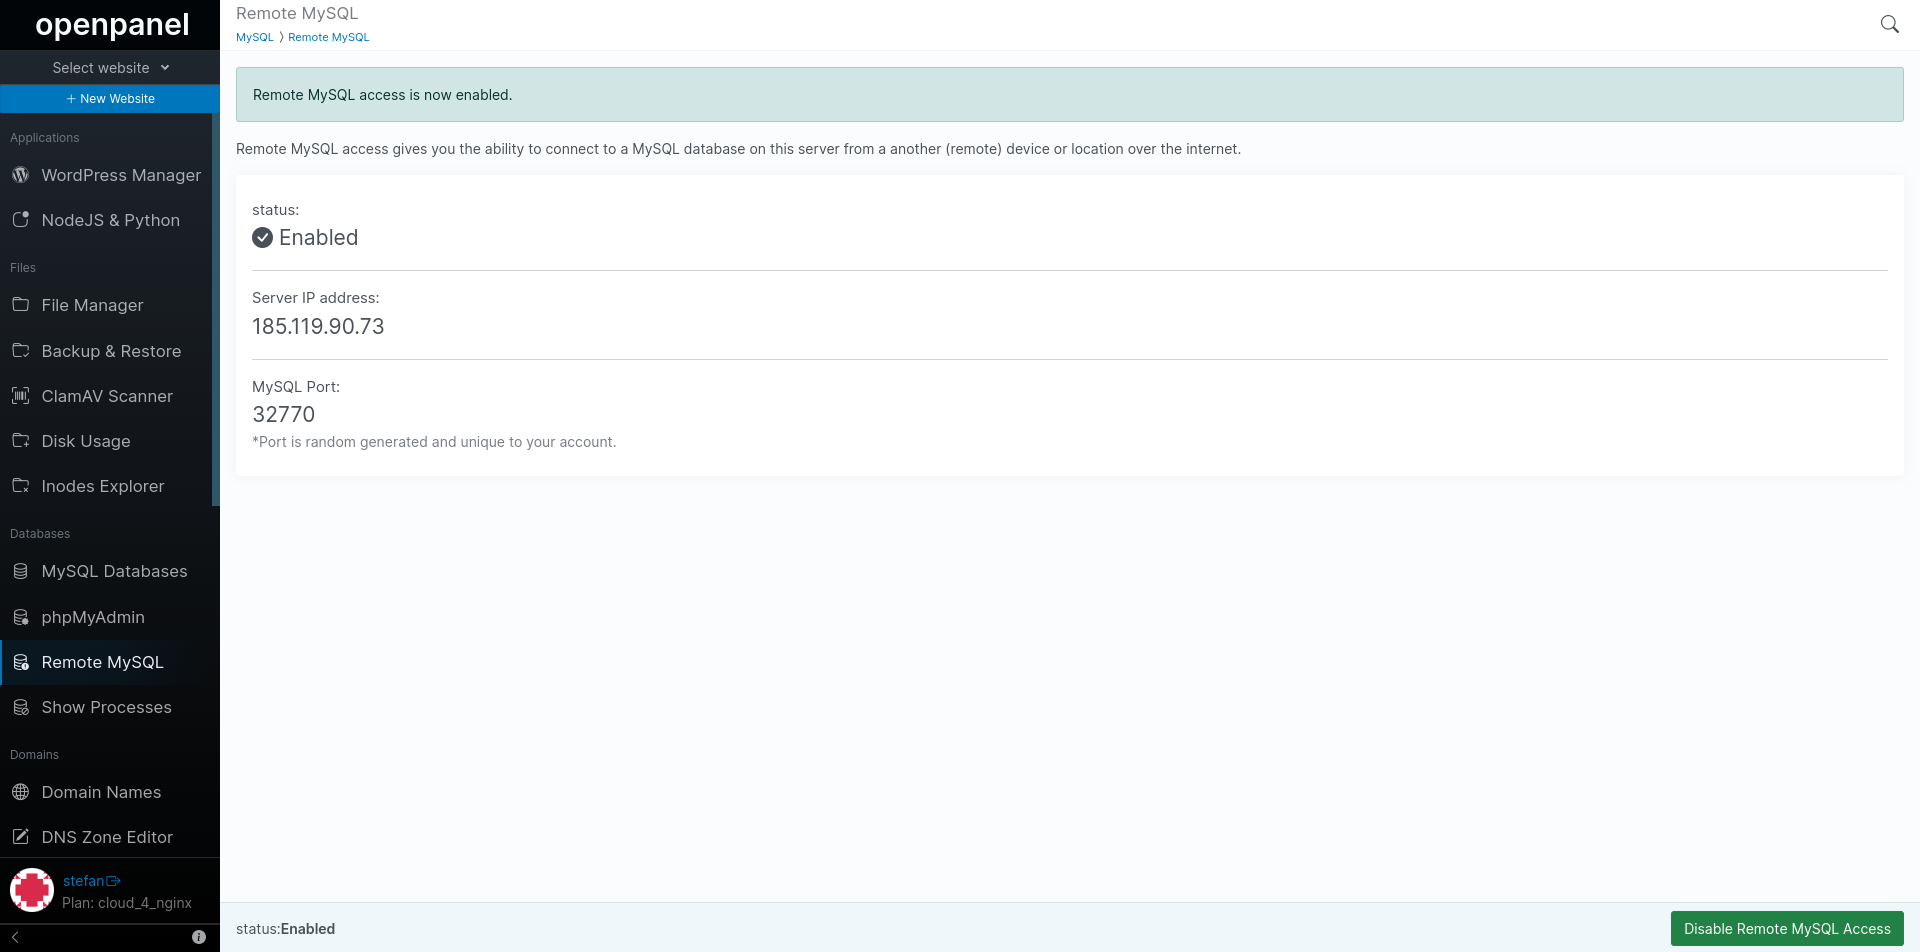 openpanel
Select website
+ New Website
Applications
WordPress Manager
NodeJS & Python
Files
File Manager
Backup & Restore
ClamAV Scanner
Disk Usage
Inodes Explorer
Databases
MySQL Databases
phpMyAdmin
Remote MySQL
Show Processes
Domains
Domain Names
DNS Zone Editor
stefan
Plan: cloud_4_nginx
Remote MySQL
MySQL 〉 Remote MySQL
Remote MySQL access is now enabled.
Remote MySQL access gives you the ability to connect to a MySQL database on this server from a another (remote) device or location over the internet.
status:
Enabled
Server IP address:
185.119.90.73
MySQL Port:
32770
*Port is random generated and unique to your account.
status:Enabled
Disable Remote MySQL Access